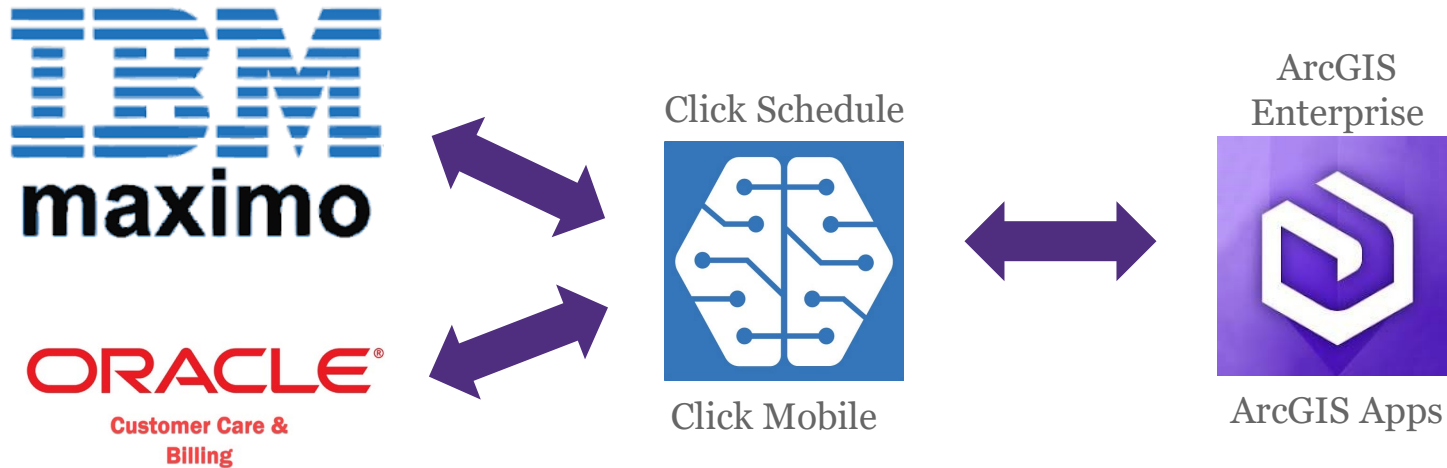 IBM
maximo
ORACLE®
Customer Care &
Billing
Click Schedule
Click Mobile
ArcGIS
Enterprise
ArcGIS Apps